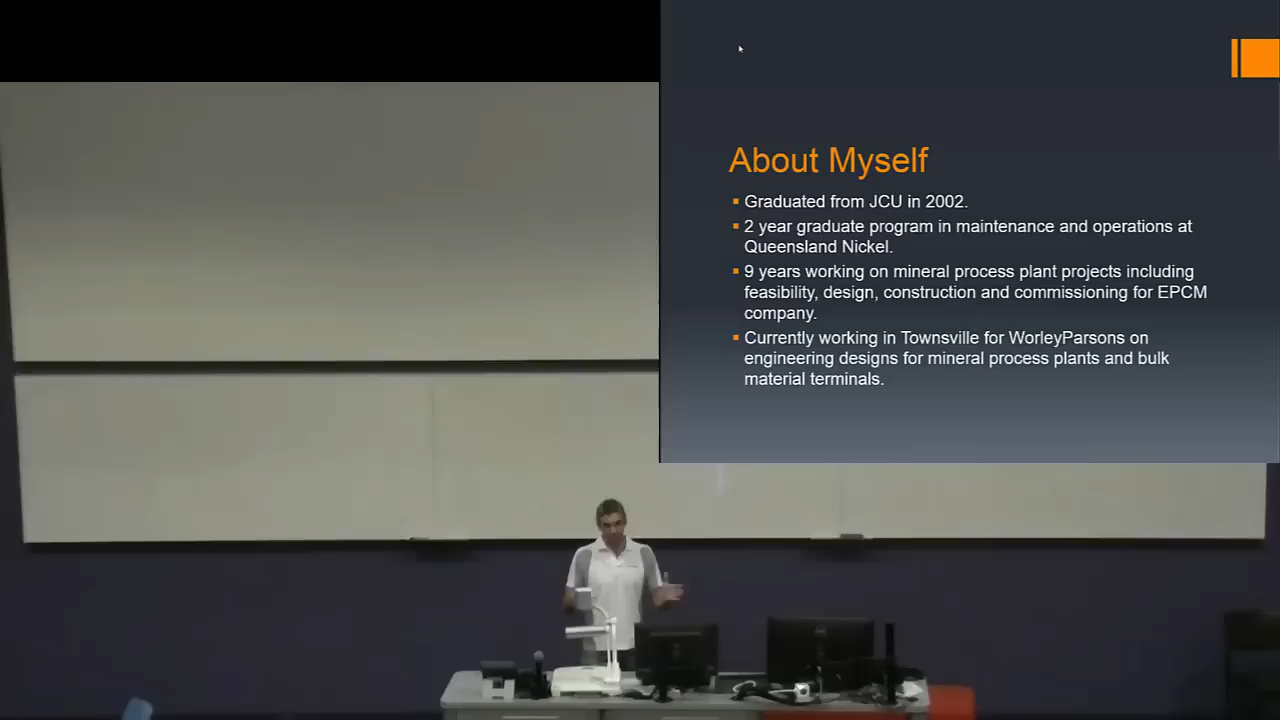 About Myself
Graduated from JCU in 2002.
2 year graduate program in maintenance and operations at
Queensland Nickel.
9 years working on mineral process plant projects including
feasibility, design, construction and commissioning for EPCM
company.
Currently working in Townsville for WorleyParsons on
engineering designs for mineral process plants and bulk
material terminals.